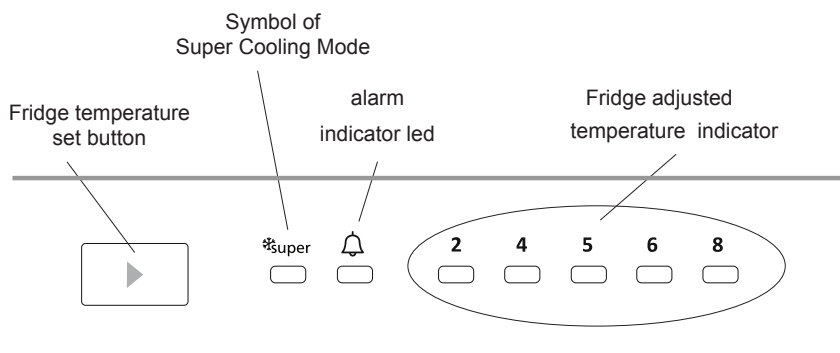 Symbol of
Super Cooling Mode
alarm
indicator led
Fridge adjusted
temperature indicator
Fridge temperature
set button
super
2 4 5 6 8